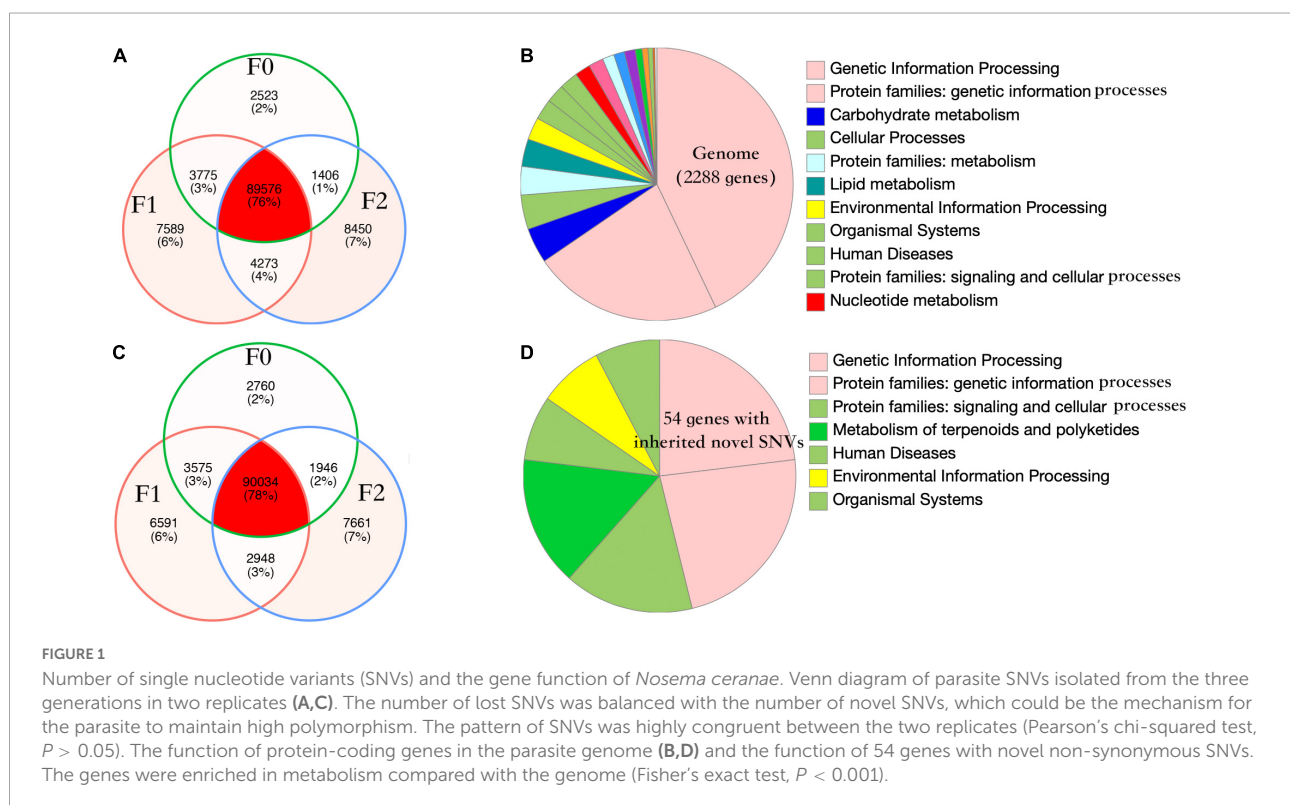 A
F0
2523
(2%)
3775
(3%)
89576
(76%)
1406
(1%)
F1
F2
7589
(6%)
8450
(7%)
4273
(4%)
B
Genome
(2288 genes)
Genetic Information Processing
Protein families: genetic information processes
Carbohydrate metabolism
Cellular Processes
Protein families: metabolism
Lipid metabolism
Environmental Information Processing
Organismal Systems
Human Diseases
Protein families: signaling and cellular processes
Nucleotide metabolism
C
F0
2760
(2%)
3575
(3%)
90034
(78%)
1946
(2%)
F1
F2
6591
(6%)
7661
(7%)
2948
(3%)
D
54 genes with
inherited novel SNVs
Genetic Information Processing
Protein families: genetic information processes
Protein families: signaling and cellular processes
Metabolism of terpenoids and polyketides
Human Diseases
Environmental Information Processing
Organismal Systems
FIGURE 1
Number of single nucleotide variants (SNVs) and the gene function of Nosema ceranae. Venn diagram of parasite SNVs isolated from the three
generations in two replicates (A,C). The number of lost SNVs was balanced with the number of novel SNVs, which could be the mechanism for
the parasite to maintain high polymorphism. The pattern of SNVs was highly congruent between the two replicates (Pearson's chi-squared test,
P > 0.05). The function of protein-coding genes in the parasite genome (B,D) and the function of 54 genes with novel non-synonymous SNVs.
The genes were enriched in metabolism compared with the genome (Fisher's exact test, P < 0.001).